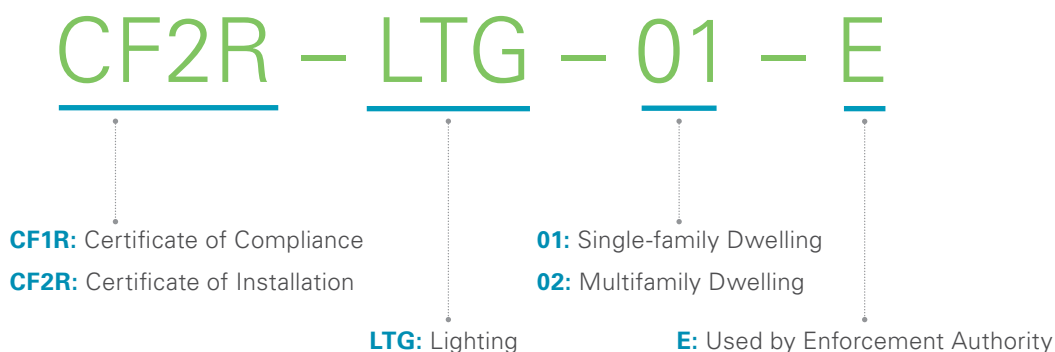 CF2R – LTG – 01 – E
CF1R: Certificate of Compliance
CF2R: Certificate of Installation
01: Single-family Dwelling
02: Multifamily Dwelling
LTG: Lighting
E: Used by Enforcement Authority